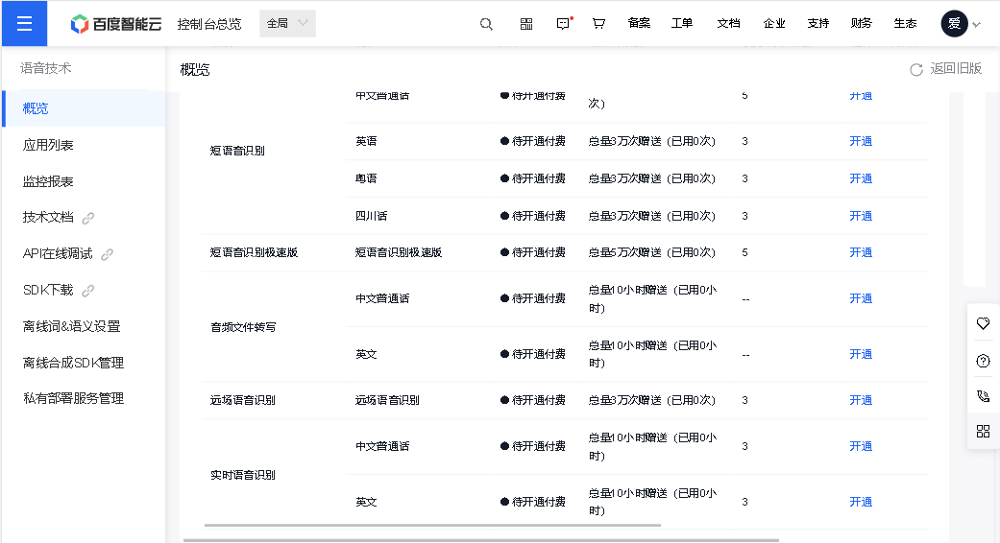 百度智能云 控制台总览 全局 备案 工单 文档 企业 支持 财务 生态 爱
语音技术
概览
应用列表
监控报表
技术文档
API在线调试
SDK下载
离线词&语义设置
离线合成SDK管理
私有部署服务管理
概览 返回旧版
中文普通话 待开通付费 次） 5 开通
短语音识别
英语 待开通付费 总量3万次赠送（已用0次） 3 开通
粤语 待开通付费 总量3万次赠送（已用0次） 3 开通
四川话 待开通付费 总量3万次赠送（已用0次） 3 开通
短语音识别极速版 短语音识别极速版 待开通付费 总量5万次赠送（已用0次） 5 开通
音频文件转写
中文普通话 待开通付费 总量10小时赠送（已用0小
时） -- 开通
英文 待开通付费 总量10小时赠送（已用0小
时） -- 开通
远场语音识别 远场语音识别 待开通付费 总量3万次赠送（已用0次） 3 开通
实时语音识别
中文普通话 待开通付费 总量10小时赠送（已用0小
时） 3 开通
英文 待开通付费 总量10小时赠送（已用0小
时） 3 开通